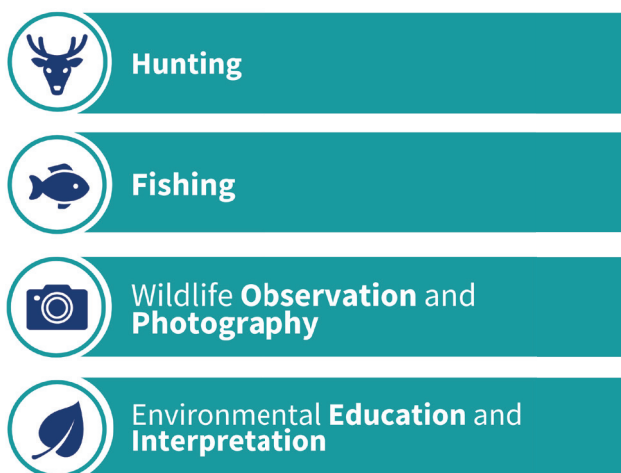 Hunting
Fishing
Wildlife Observation and
Photography
Environmental Education and
Interpretation